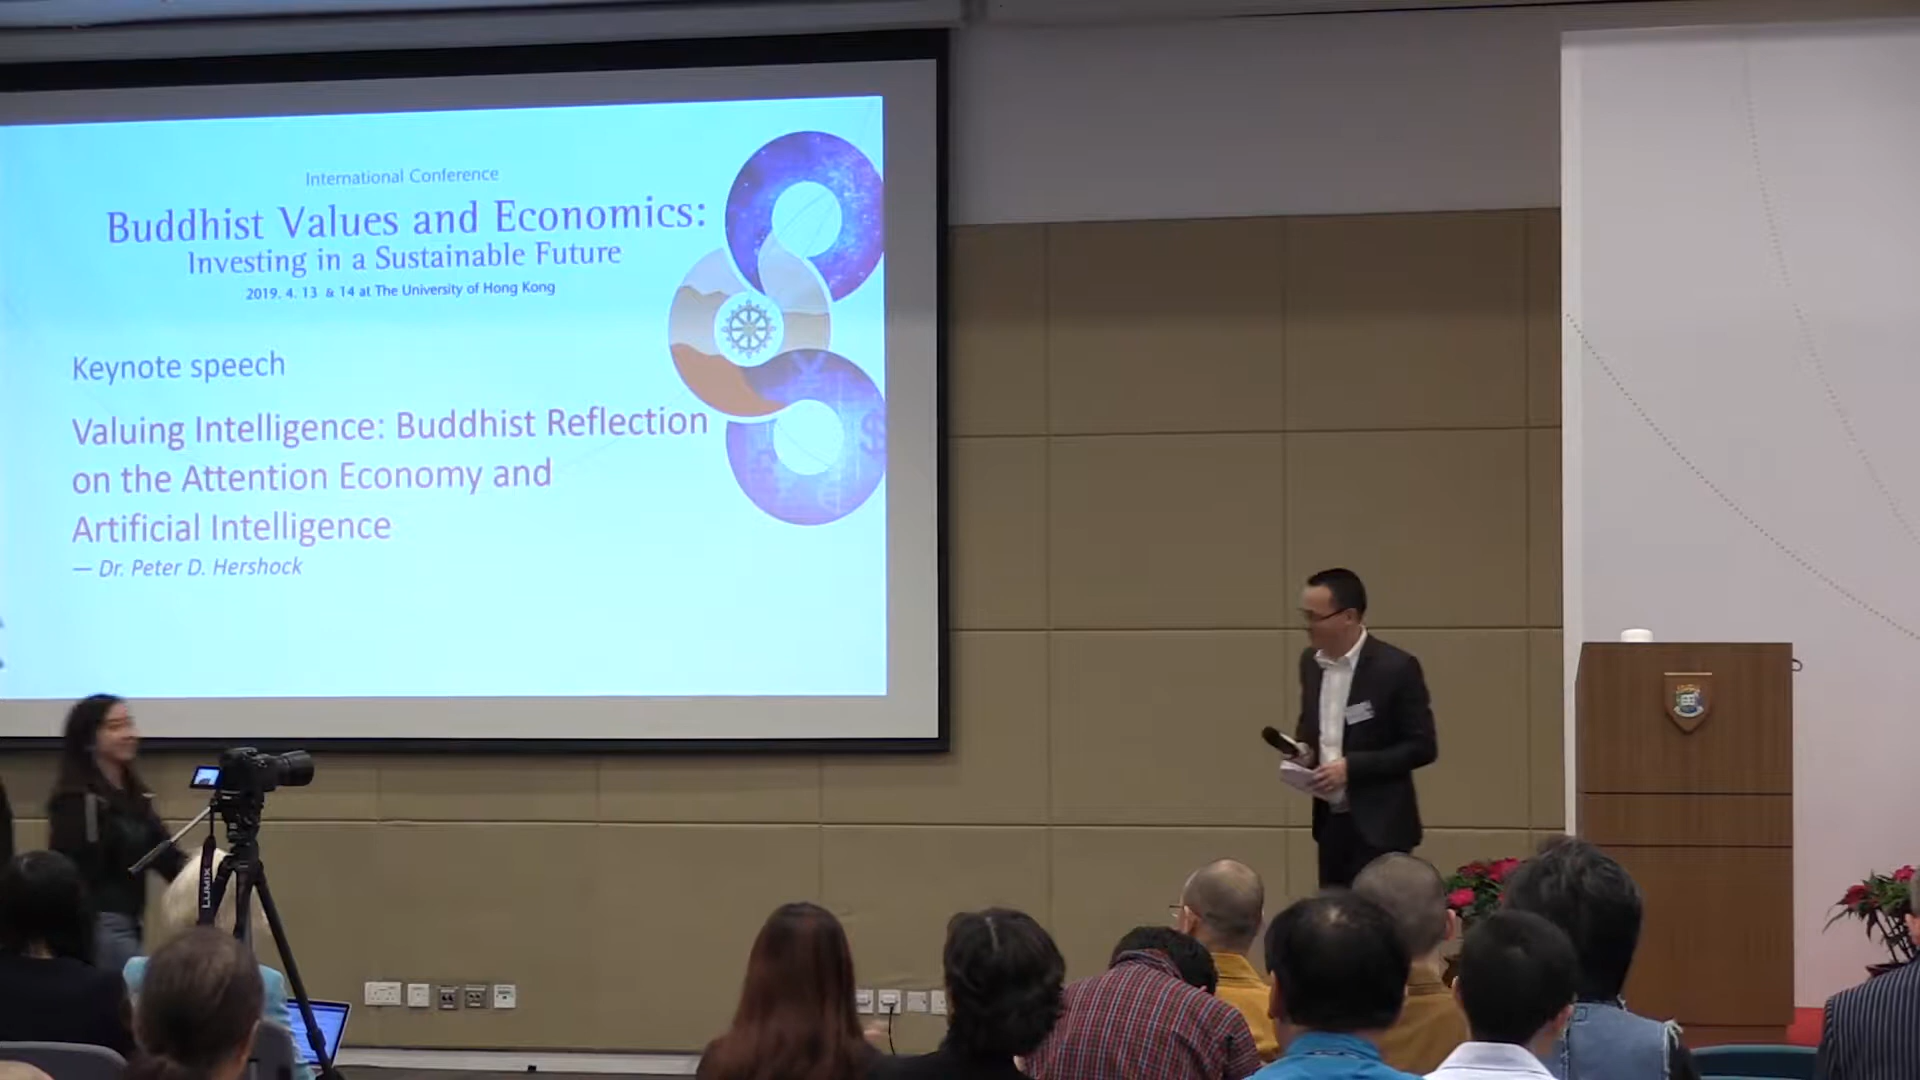 International Conference
Buddhist Values and Economics:
Investing in a Sustainable Future
2019. 4. 13 & 14 at The University of Hong Kong
Keynote speech
Valuing Intelligence: Buddhist Reflection
on the Attention Economy and
Artificial Intelligence
— Dr. Peter D. Hershock
$
LUMIX